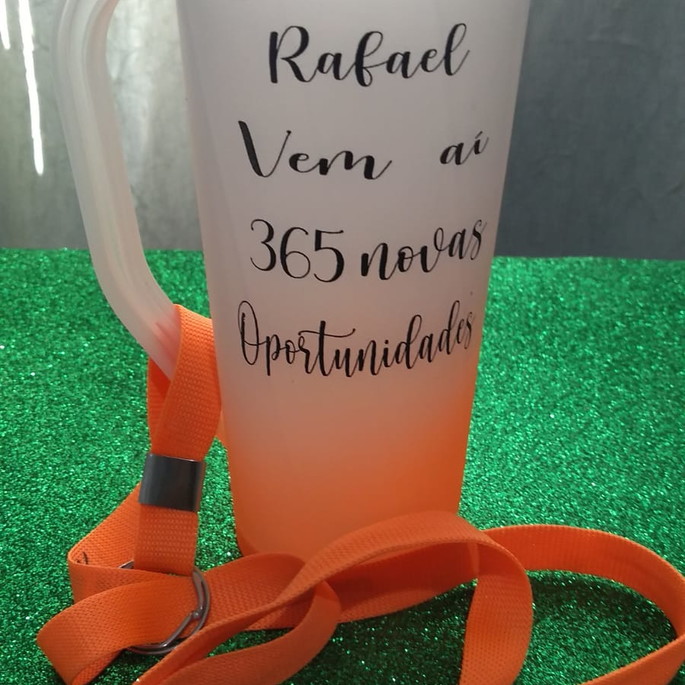 Rafael
Vem aí
365 novas
Oportunidades